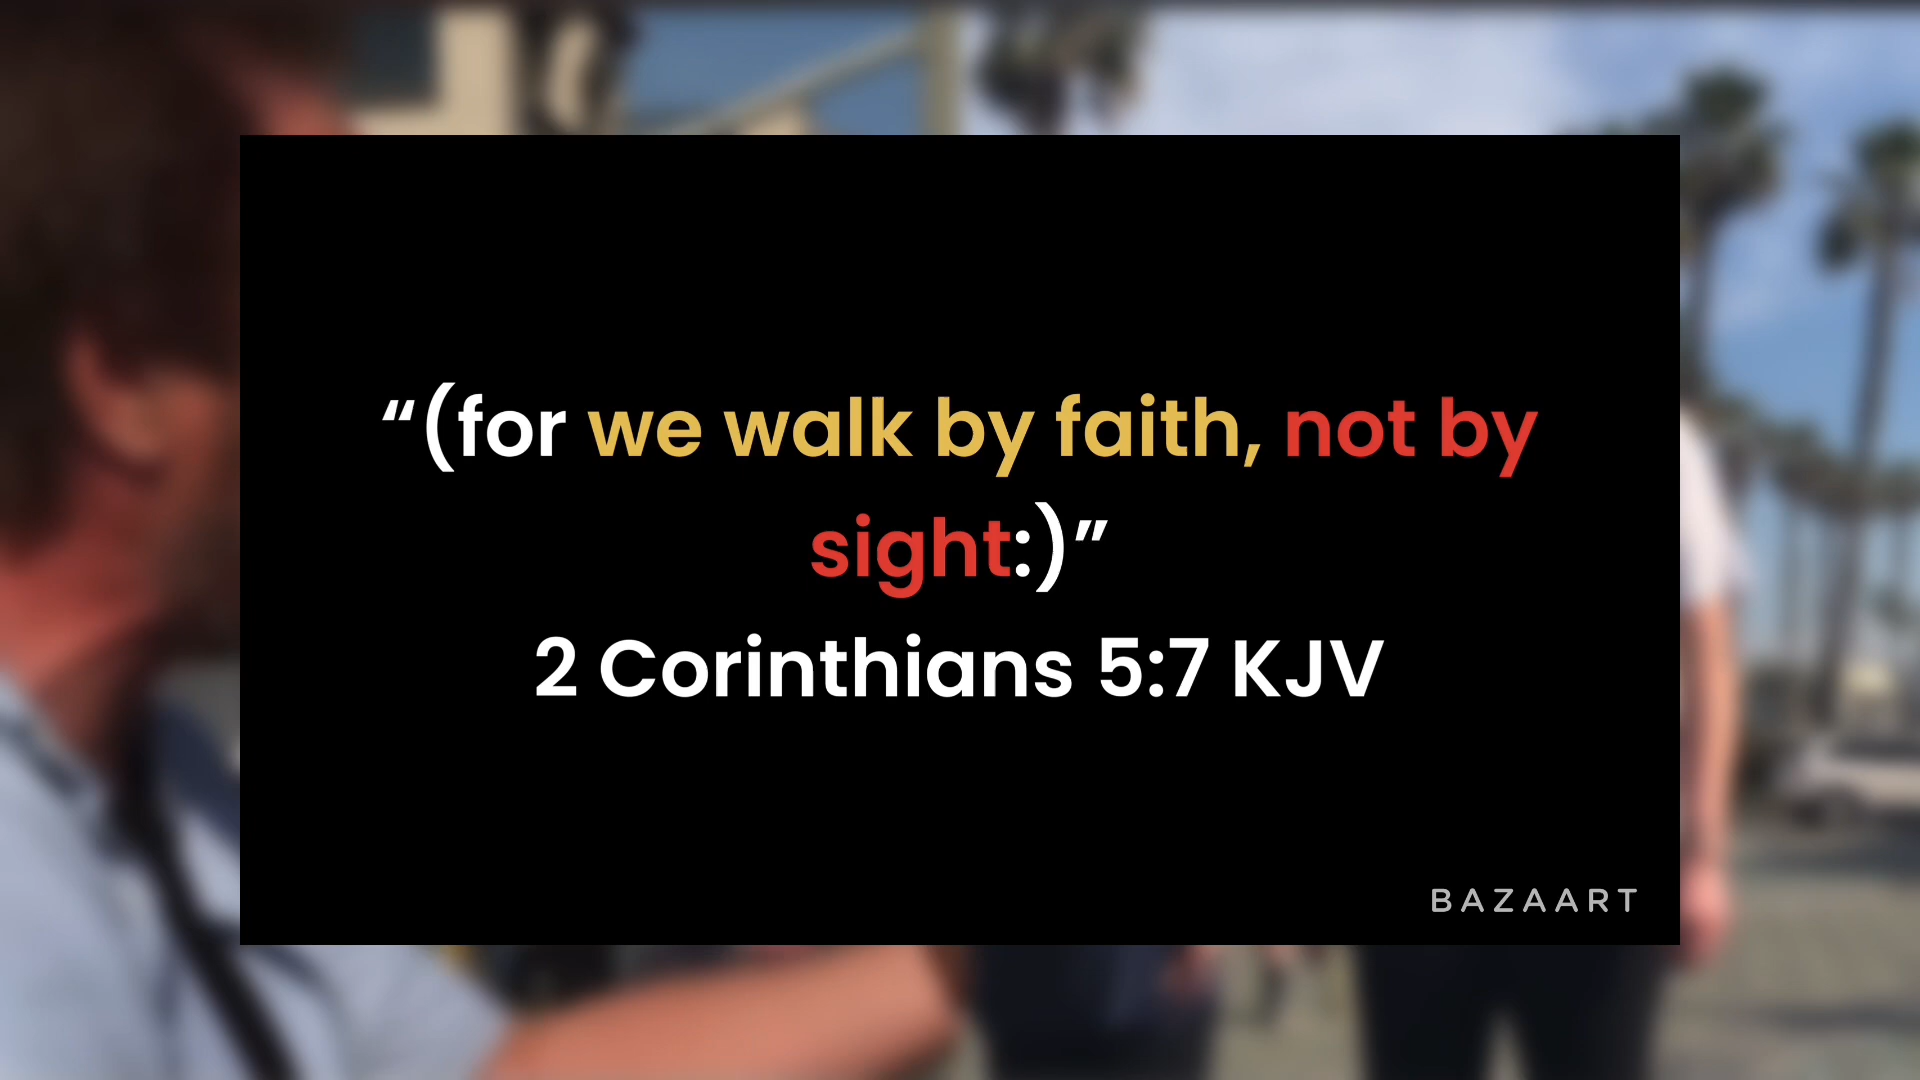 “(for we walk by faith, not by
sight:)”
2 Corinthians 5:7 KJV
BAZAART